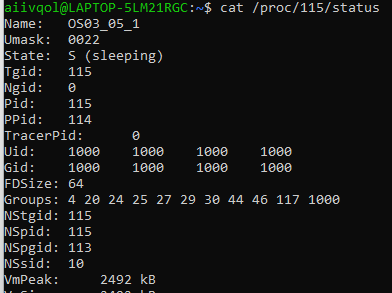 aiivqol@LAPTOP-5LM21RGC:~$ cat /proc/115/status
Name: OS03_05_1
Umask: 0022
State: S (sleeping)
Tgid: 115
Ngid: 0
Pid: 115
PPid: 114
TracerPid: 0
Uid: 1000 1000 1000 1000
Gid: 1000 1000 1000 1000
FDSize: 64
Groups: 4 20 24 25 27 29 30 44 46 117 1000
NStgid: 115
NSpid: 115
NSpgid: 113
NSsid: 10
VmPeak: 2492 kB